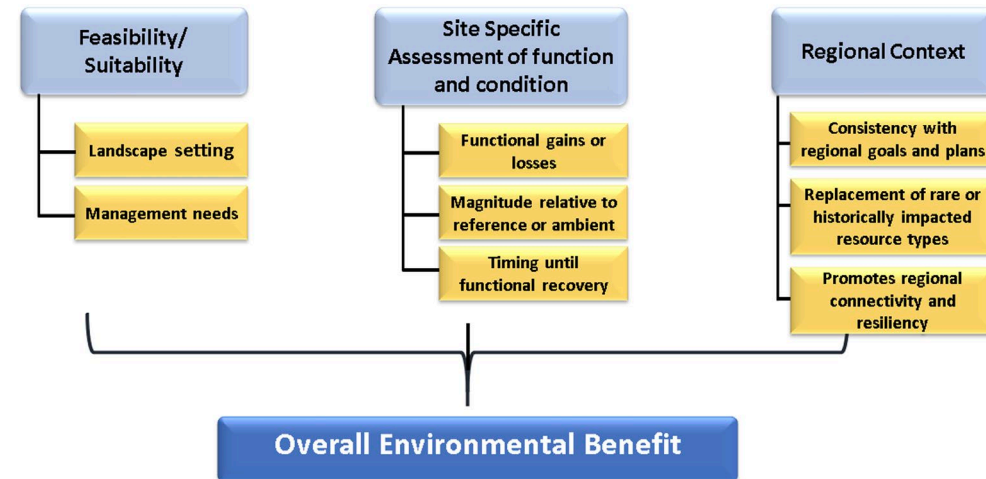 Feasibility/
Suitability
Landscape setting
Management needs
Site Specific
Assessment of function
and condition
Functional gains or
losses
Magnitude relative to
reference or ambient
Timing until
functional recovery
Regional Context
Consistency with
regional goals and plans
Replacement of rare or
historically impacted
resource types
Promotes regional
connectivity and
resiliency
Overall Environmental Benefit